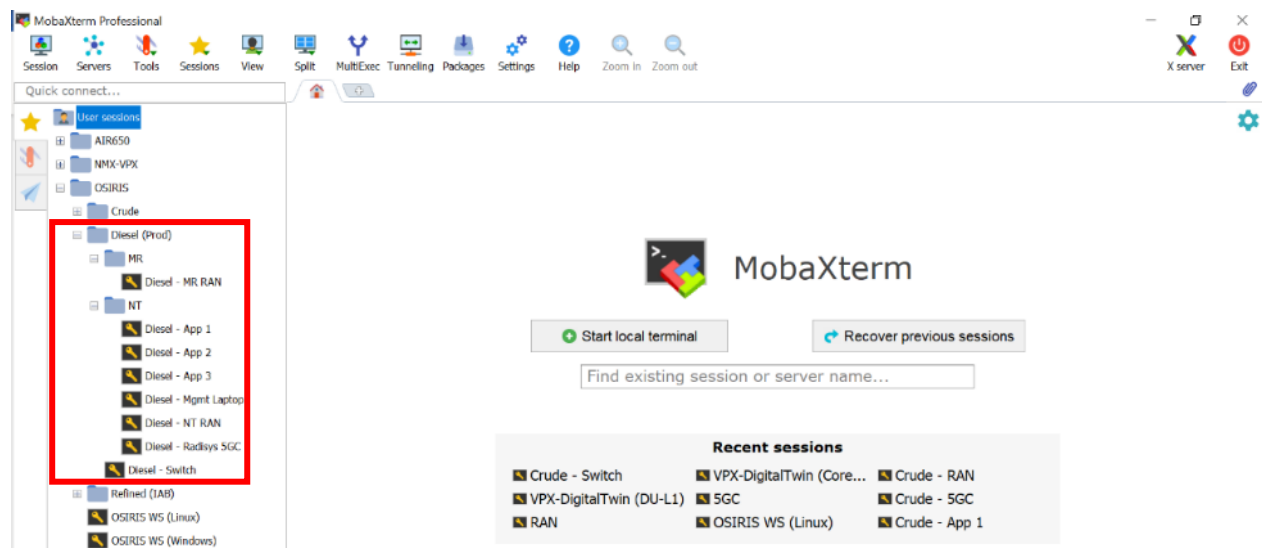 MobaXterm Professional
Session Servers Tools Sessions View Split MultiExec Tunneling Packages Settings Help Zoom in Zoom out X server Exit
Quick connect...
User sessions
AIR650
NMX-VPX
OSIRIS
Crude
Diesel (Prod)
MR
Diesel - MR RAN
NT
Diesel - App 1
Diesel - App 2
Diesel - App 3
Diesel - Mgmt Laptop
Diesel - NT RAN
Diesel - Radisys 5GC
Diesel - Switch
Refined (IAB)
OSIRIS WS (Linux)
OSIRIS WS (Windows)
MobaXterm
Start local terminal
Recover previous sessions
Find existing session or server name...
Recent sessions
Crude - Switch VPX-DigitalTwin (Core... Crude - RAN
VPX-DigitalTwin (DU-L1) 5GC Crude - 5GC
RAN OSIRIS WS (Linux) Crude - App 1